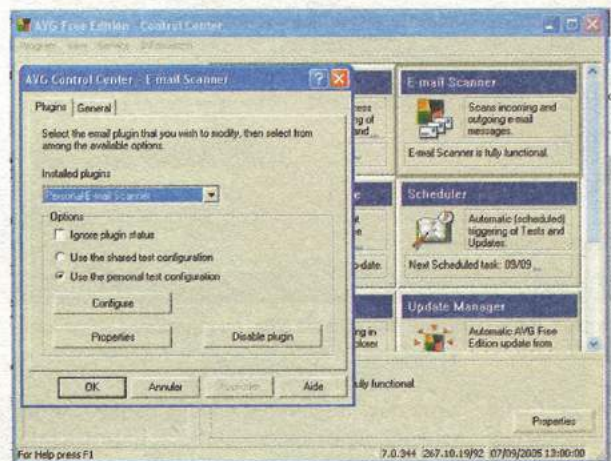 AVG Free Edition - Control Center
Program View Service Information
AVG Control Center - E-mail Scanner
Plugins
General
Select the email plugin that you wish to modify, then select from
among the available options.
Installed plugins
Personal E-mail Scanner
Options
Ignore plugin status
Use the shared test configuration
Use the personal test configuration
Configure
Properties
Disable plugin
OK
Annuler
Aide
E-mail Scanner
Scans incoming and
outgoing e-mail
messages.
E-mail Scanner is fully functional.
Scheduler
Automatic (scheduled)
triggering of Tests and
Updates.
Next Scheduled task: 09/09 ...
Update Manager
Automatic AVG Free
Edition update from
ully functional.
Properties
For Help press F1
7.0.344 267.10.19/92 07/09/2005 13:00:00